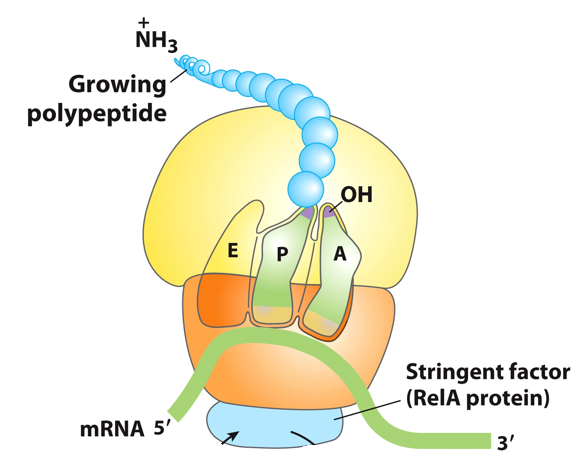 +
NH3
Growing
polypeptide
OH
E
P
A
Stringent factor
(RelA protein)
mRNA 5′
3′